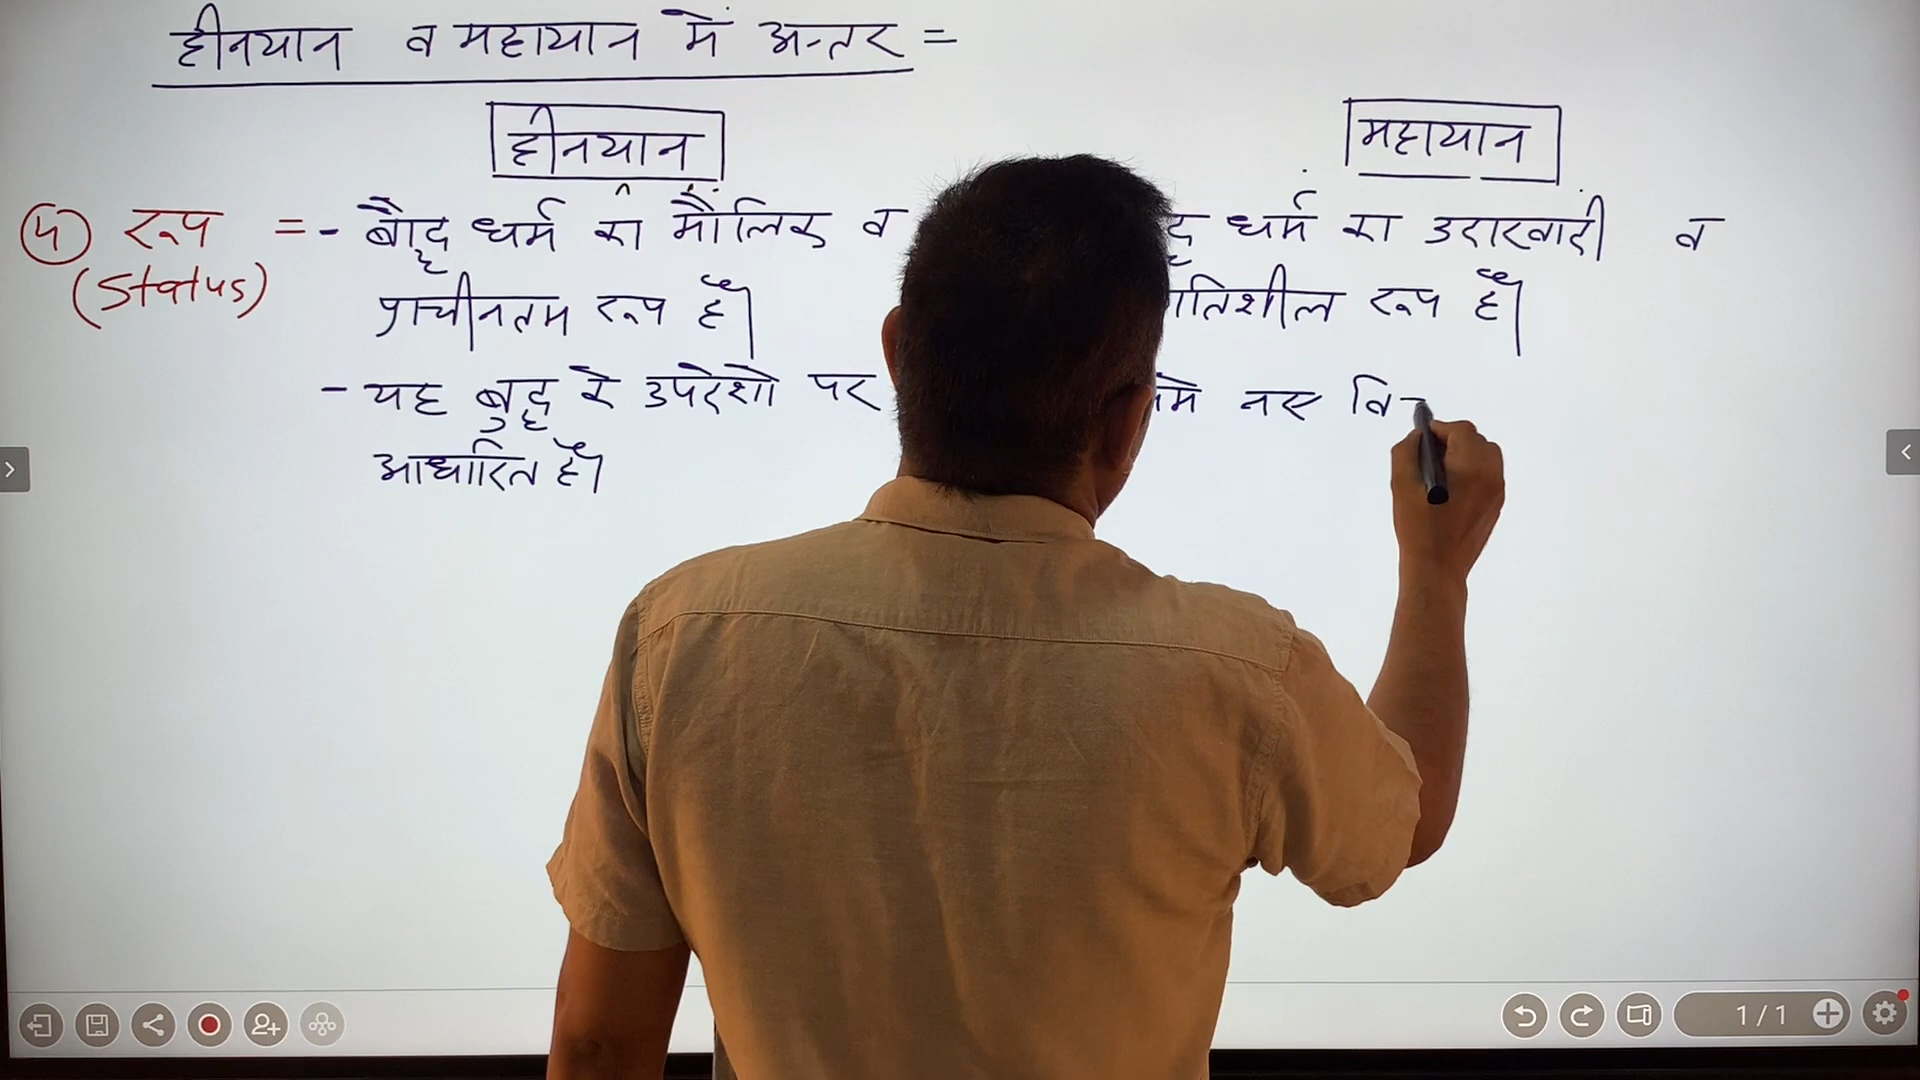 हीनयान व महायान में अन्तर =
हीनयान
महायान
५ रूप =
(Status)
- बौद्ध धर्म का मौलिक व
प्राचीनतम रूप है।
- यह बुद्ध के उपदेशो पर
आधारित है।
धर्म का उदारवादी व
रूप है।
नए
1/1